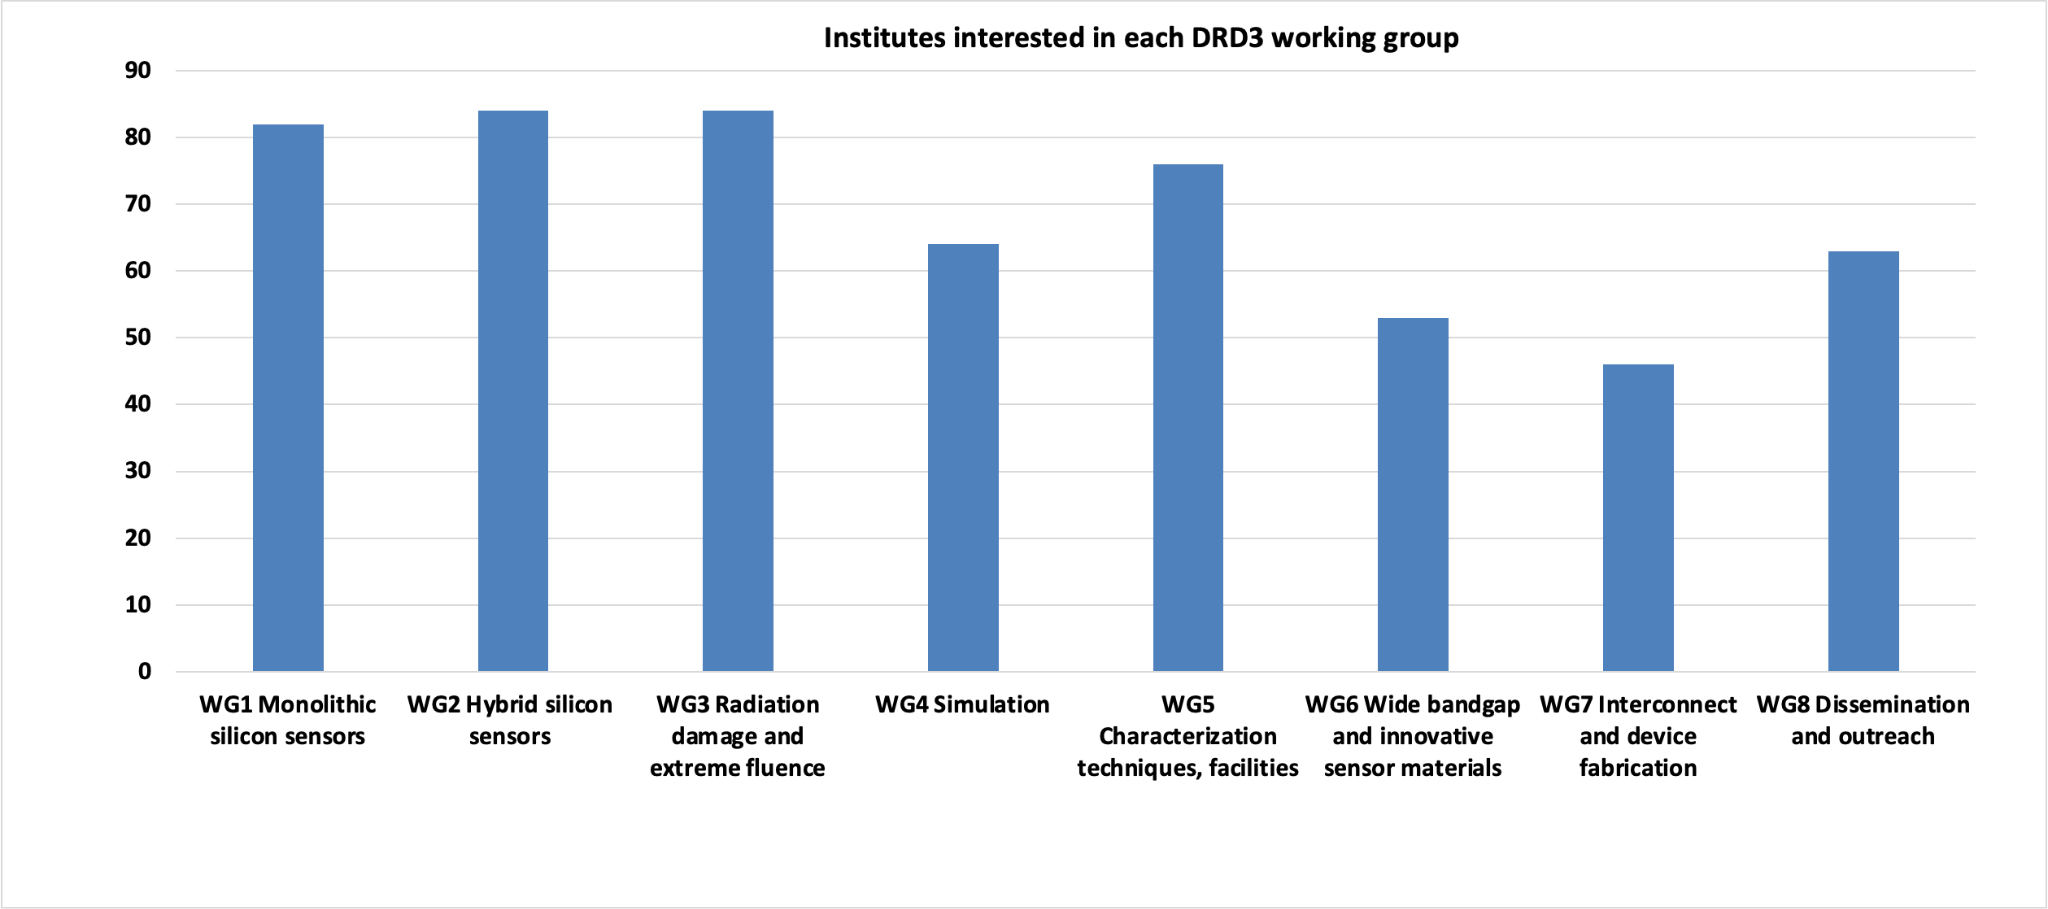 Institutes interested in each DRD3 working group
90
80
70
60
50
40
30
20
10
0
WG1 Monolithic
silicon sensors
WG2 Hybrid silicon
sensors
WG3 Radiation
damage and
extreme fluence
WG4 Simulation
WG5
Characterization
techniques, facilities
WG6 Wide bandgap
and innovative
sensor materials
WG7 Interconnect
and device
fabrication
WG8 Dissemination
and outreach